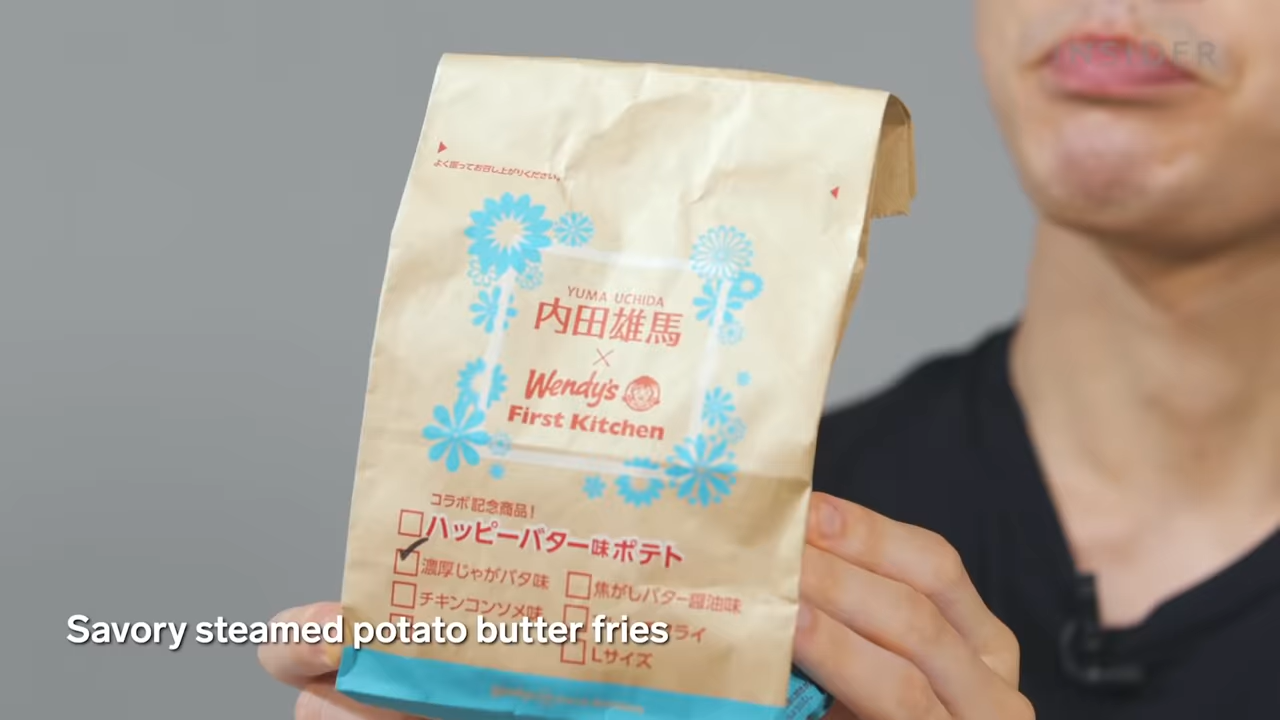 INSIDER
よく振ってお召し上がりください。
YUMA UCHIDA
内田雄馬
×
Wendy's
First Kitchen
コラボ記念商品!
ハッピーバター味ポテト
濃厚じゃがバタ味
焦がしバター醤油味
チキンコンソメ味
ライ
Savory steamed potato butter fries
Lサイズ